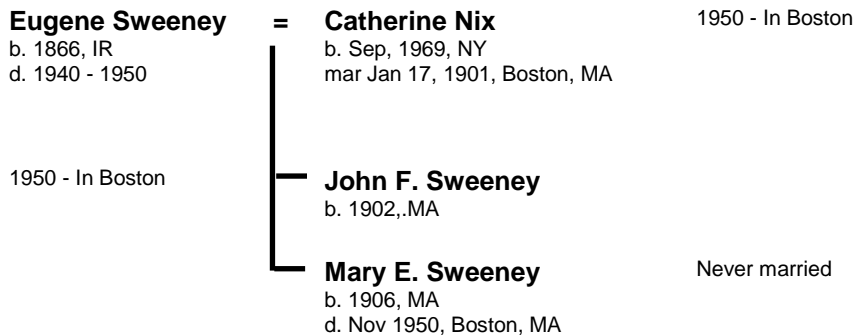 Eugene Sweeney = Catherine Nix 1950 - In Boston
b. 1866, IR b. Sep, 1969, NY
d. 1940 - 1950 mar Jan 17, 1901, Boston, MA
1950 - In Boston John F. Sweeney
b. 1902,.MA
Mary E. Sweeney Never married
b. 1906, MA
d. Nov 1950, Boston, MA